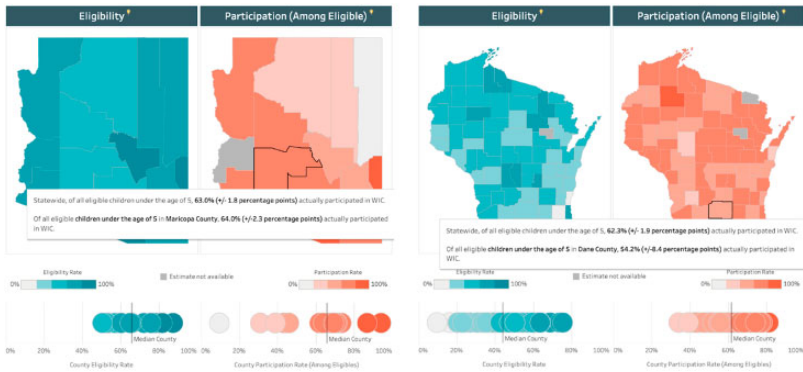 Eligibility
Participation (Among Eligible)
Statewide, of all eligible children under the age of 5, 63.0% (+/- 1.8 percentage points) actually participated in WIC.
Of all eligible children under the age of 5 in Maricopa County, 64.0% (+/-2.3 percentage points) actually participated
in WIC.
Eligibility Rate
0%
100%
Estimate not available
Participation Rate
0%
100%
Median County
0%
20%
40%
60%
80%
100%
County Eligibility Rate
Median County
0%
20%
40%
60%
80%
100%
County Participation Rate (Among Eligibles)
Eligibility
Participation (Among Eligible)
Statewide, of all eligible children under the age of 5, 62.3% (+/- 1.9 percentage points) actually participated in WIC.
Of all eligible children under the age of 5 in Dane County, 54.2% (+/-8.4 percentage points) actually participated in
WIC.
Eligibility Rate
0%
100%
Estimate not available
Participation Rate
0%
100%
Median County
0%
20%
40%
60%
80%
100%
County Eligibility Rate
Median County
0%
20%
40%
60%
80%
100%
County Participation Rate (Among Eligibles)